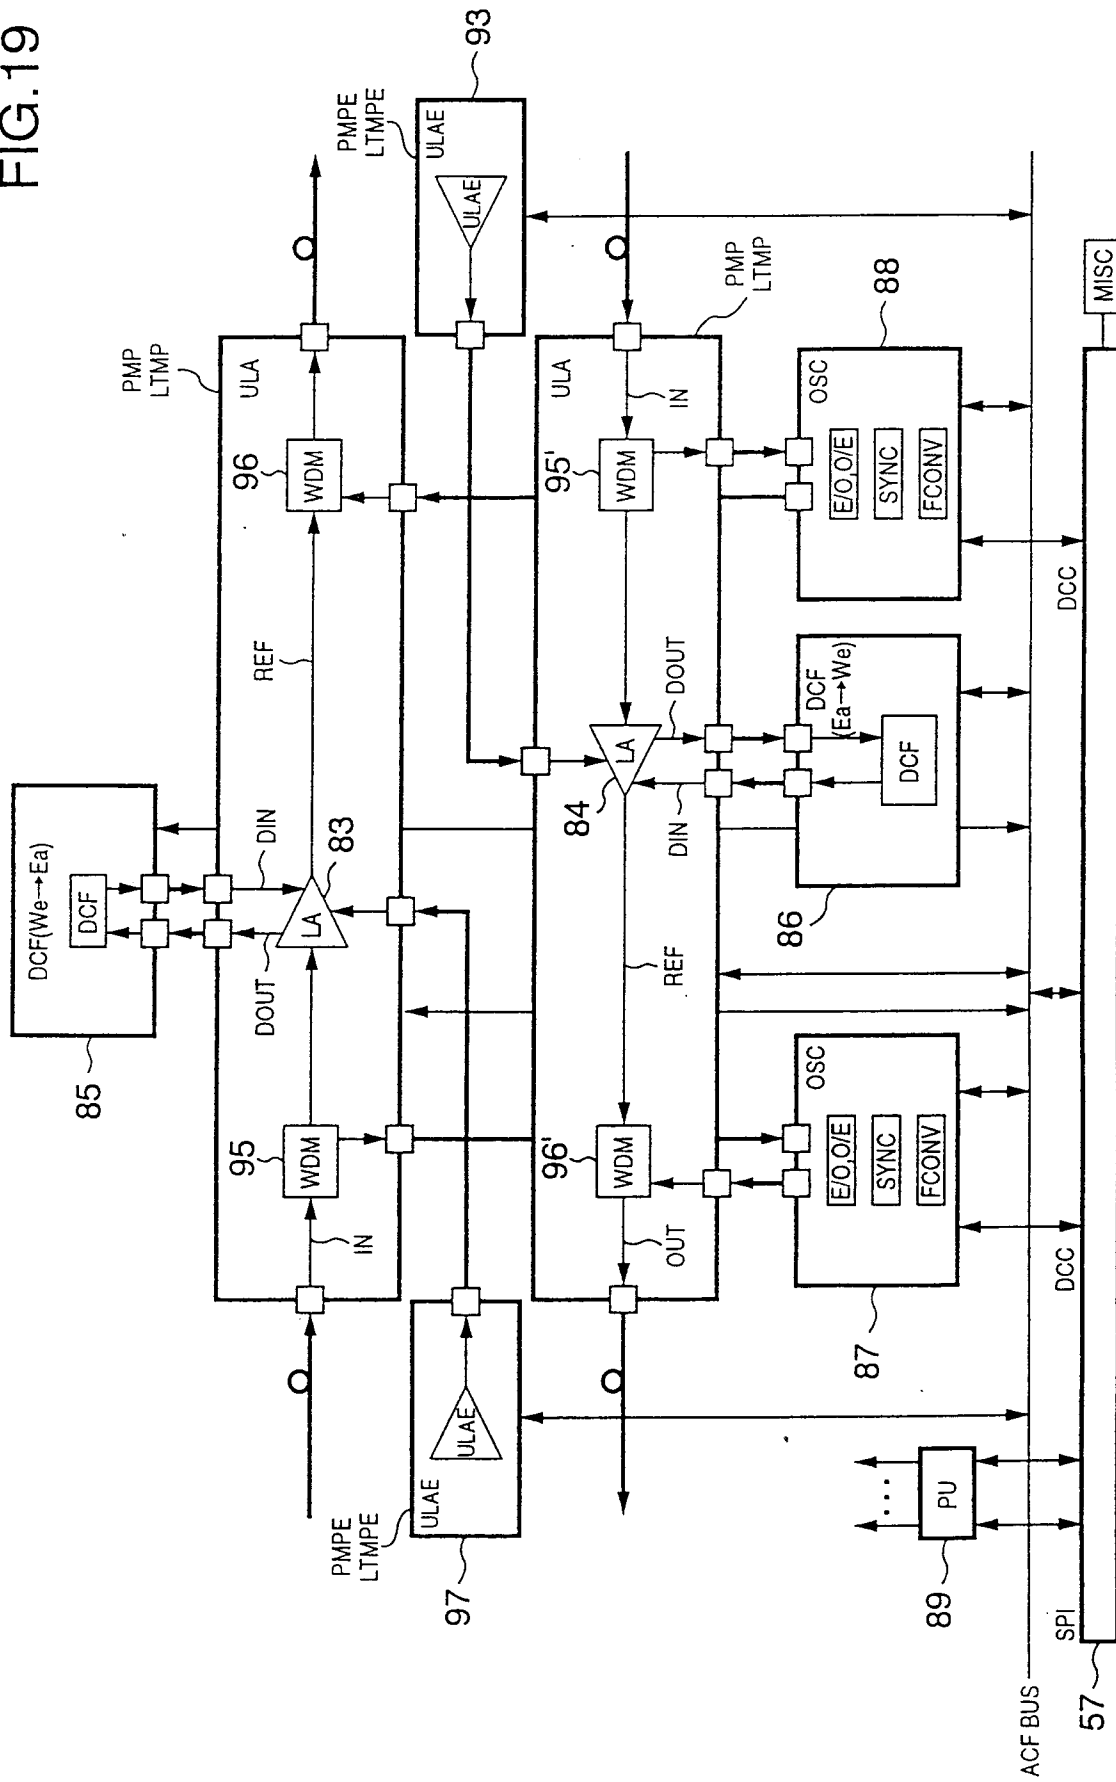 FIG.19
DCF(We→Ea)
DCF
85
PMP
LTMP
ULA
95
WDM
IN
DOUT
DIN
LA
83
REF
96
WDM
PMPE
LTMPE
ULAE
ULAE
97
PMPE
LTMPE
ULAE
ULAE
93
PMP
LTMP
ULA
96'
WDM
OUT
REF
LA
84
DIN
DOUT
95'
WDM
IN
OSC
E/O,O/E
SYNC
FCONV
87
DCF
(Ea→We)
DCF
86
OSC
E/O,O/E
SYNC
FCONV
88
...
PU
89
ACF BUS
SPI
DCC
DCC
57
MISC